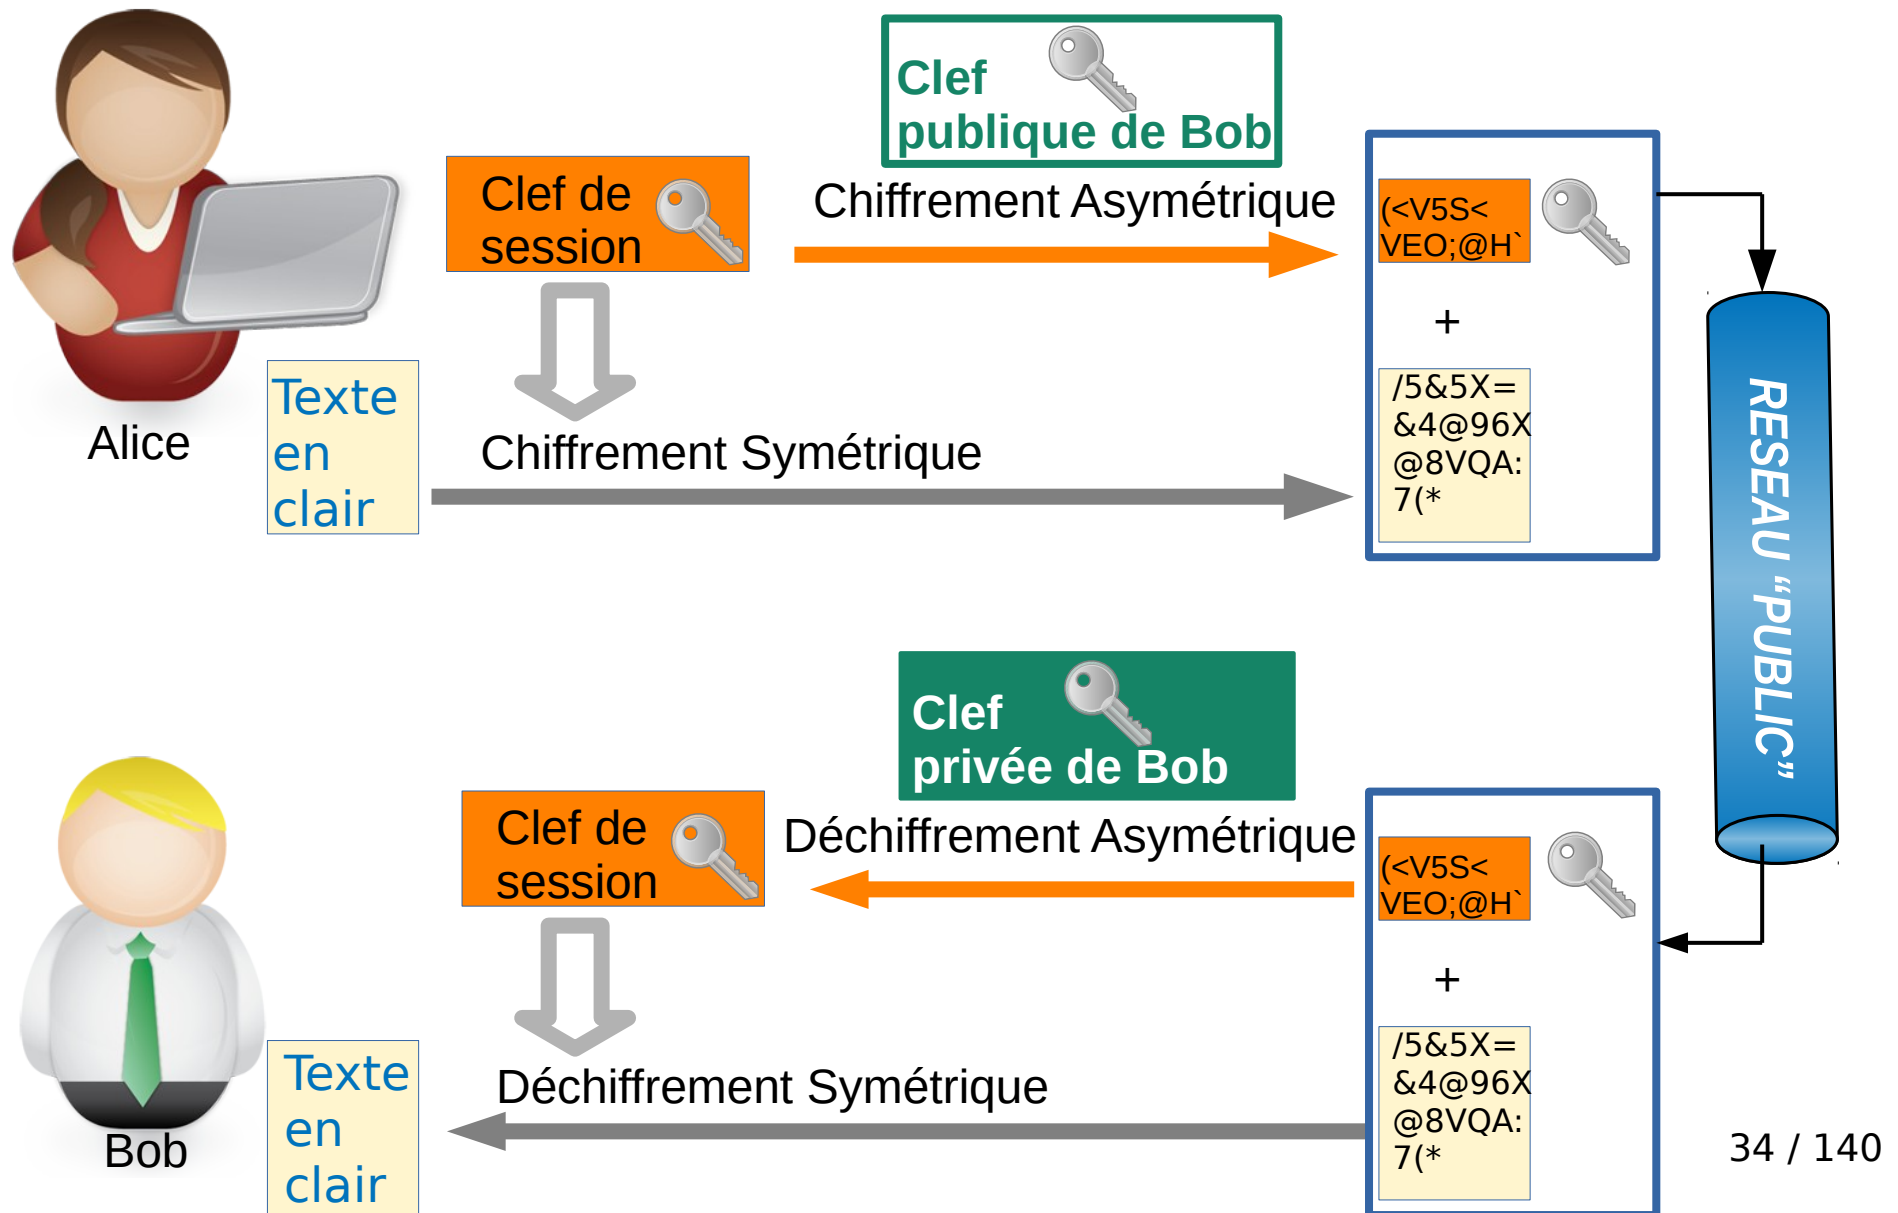 Clef
publique de Bob
Clef de
session
Chiffrement Asymétrique
(<V5S<
VEO;@H`
+
Alice
Texte
en
clair
Chiffrement Symétrique
/5&5X=
&4@96X
@8VQA:
7(*
RESEAU “PUBLIC”
Clef
privée de Bob
Clef de
session
Déchiffrement Asymétrique
(<V5S<
VEO;@H`
+
Bob
Texte
en
clair
Déchiffrement Symétrique
/5&5X=
&4@96X
@8VQA:
7(*
34 / 140